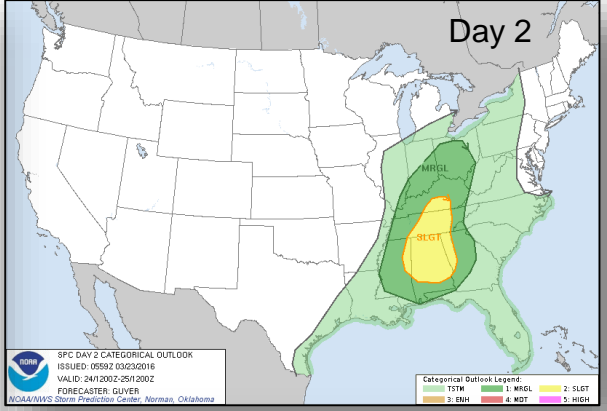 Day 2
MRGL
SLGT
NOAA
SPC DAY 2 CATEGORICAL OUTLOOK
ISSUED: 0559Z 03/23/2016
VALID: 24/1200Z-25/1200Z
FORECASTER: GUYER
NOAA/NWS Storm Prediction Center, Norman, Oklahoma
Categorical Outlook Legend:
TSTM 1: MRGL 2: SLGT
3: ENH 4: MDT 5: HIGH